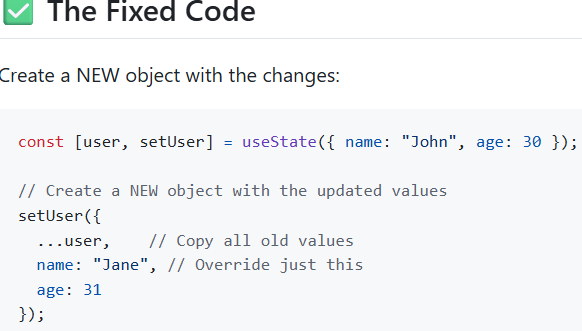 ✅ The Fixed Code
Create a NEW object with the changes:
const [user, setUser] = useState({ name: "John", age: 30 });
// Create a NEW object with the updated values
setUser({
  ...user,    // Copy all old values
  name: "Jane", // Override just this
  age: 31
});